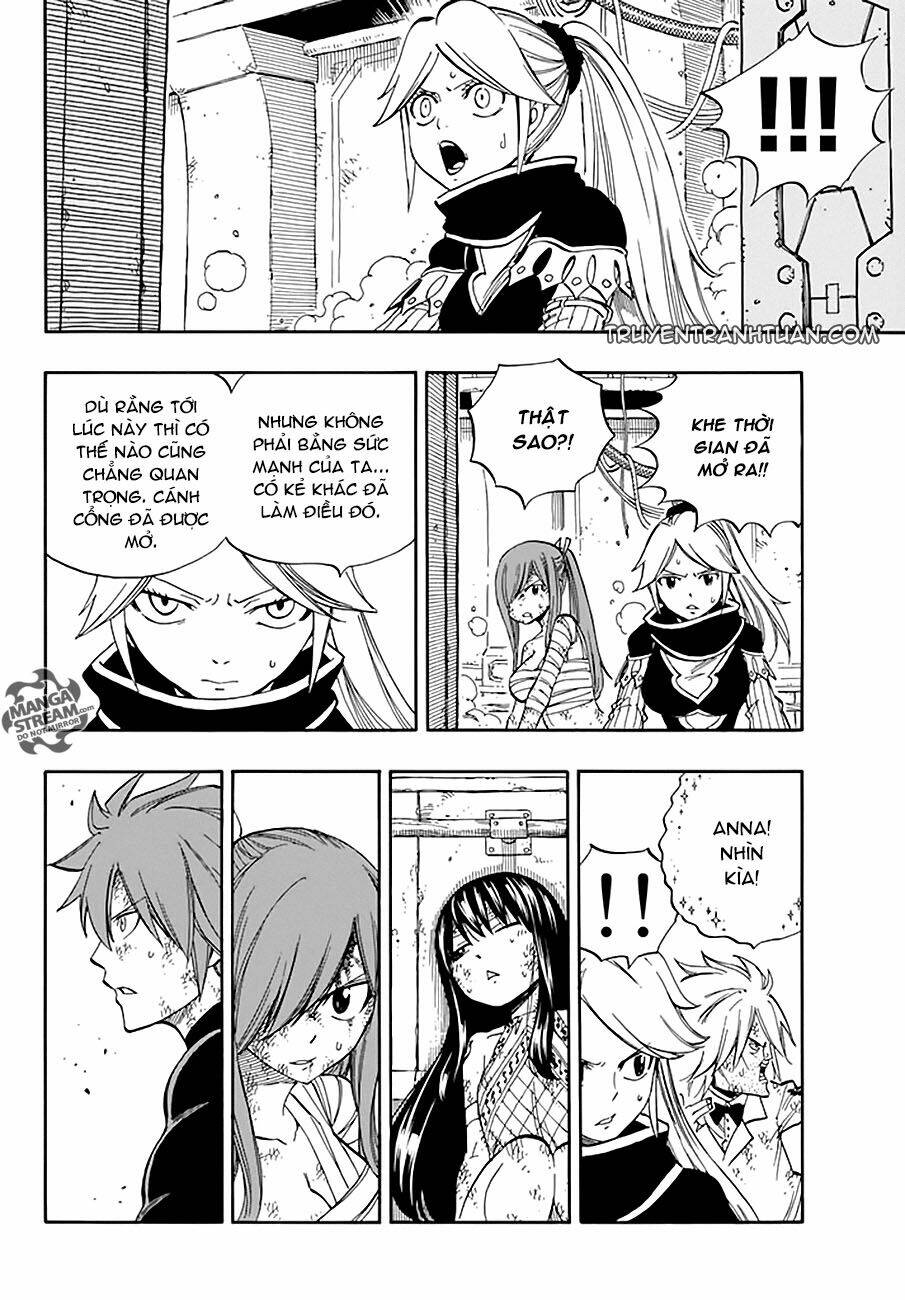 !!!
TRUYENTRANHTUAN.COM
KHE THỜI
GIAN ĐÃ
MỞ RA!!
THẬT
SAO?!
NHƯNG KHÔNG
PHẢI BẰNG SỨC
MẠNH CỦA TA...
CÓ KẺ KHÁC ĐÃ
LÀM ĐIỀU ĐÓ.
DÙ RẰNG TỚI
LÚC NÀY THÌ CÓ
THẾ NÀO CŨNG
CHẲNG QUAN
TRỌNG. CÁNH
CỔNG ĐÃ ĐƯỢC
MỞ.
MANGA
STREAM.com
DO NOT MIRROR
ANNA!
NHÌN
KÌA!
!!